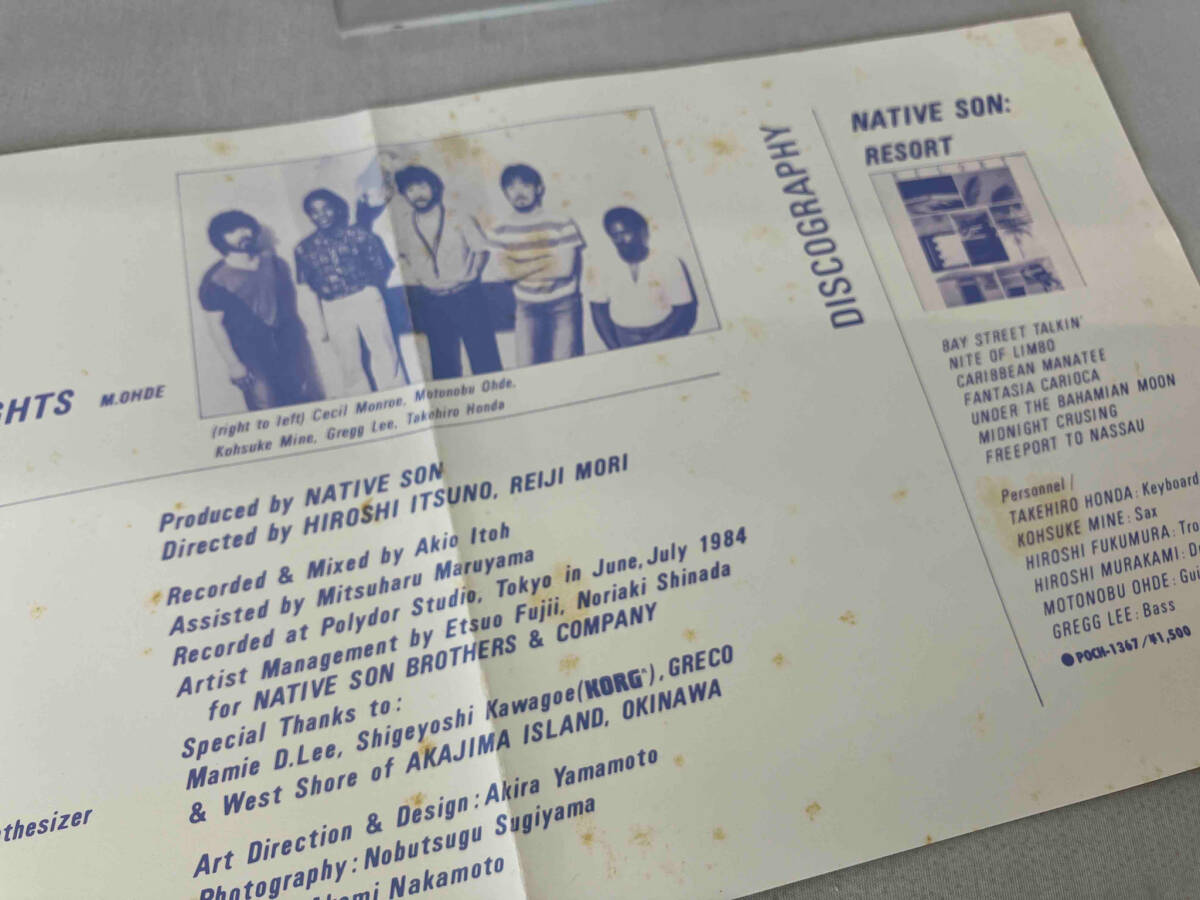 M.OHDE
(right to left) Cecil Monroe, Motonobu Ohde,
Kohsuke Mine, Gregg Lee, Takehiro Honda
Produced by NATIVE SON
Directed by HIROSHI ITSUNO, REIJI MORI
Recorded & Mixed by Akio Itoh
Assisted by Mitsuharu Maruyama
Recorded at Polydor Studio, Tokyo in June, July 1984
Artist Management by Etsuo Fujii, Noriaki Shinada
for NATIVE SON BROTHERS & COMPANY
Special Thanks to:
Mamie D.Lee, Shigeyoshi Kawagoe(KORG), GRECO
& West Shore of AKAJIMA ISLAND, OKINAWA
Art Direction & Design: Akira Yamamoto
Photography: Nobutsugu Sugiyama
Nakamoto
DISCOGRAPHY
NATIVE SON:
RESORT
BAY STREET TALKIN'
NITE OF LIMBO
CARIBBEAN MANATEE
FANTASIA CARIOCA
UNDER THE BAHAMIAN MOON
MIDNIGHT CRUSING
FREEPORT TO NASSAU
Personnel /
TAKEHIRO HONDA: Keyboard
KOHSUKE MINE: Sax
HIROSHI FUKUMURA: Tro
HIROSHI MURAKAMI: D
MOTONOBU OHDE: Gui
GREGG LEE: Bass
●POCH-1367/¥1,500